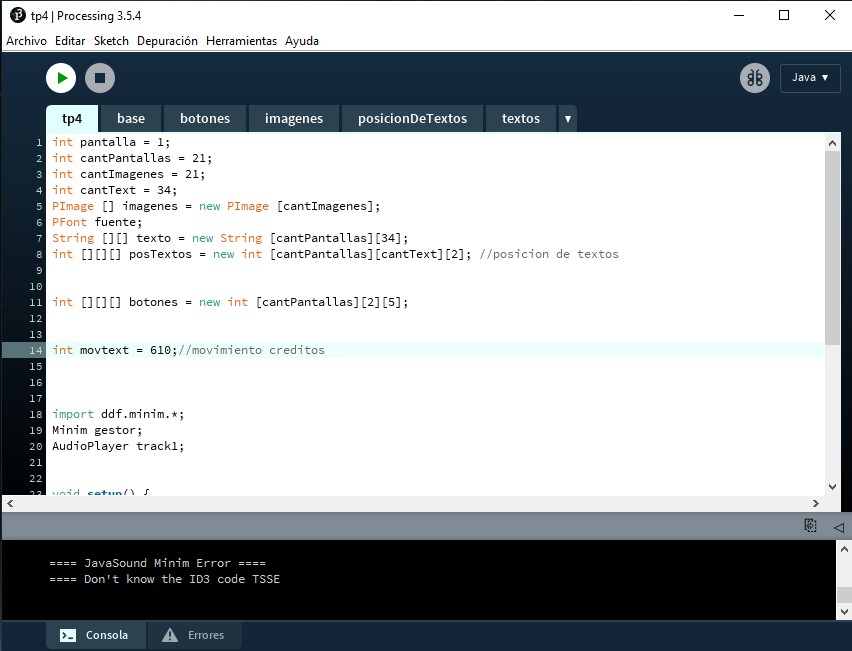 tp4 | Processing 3.5.4
Archivo Editar Sketch Depuración Herramientas Ayuda
Java ▼
tp4 base botones imagenes posicionDeTextos textos ▼
1 int pantalla = 1;
2 int cantPantallas = 21;
3 int cantImagenes = 21;
4 int cantText = 34;
5 PImage [] imagenes = new PImage [cantImagenes];
6 PFont fuente;
7 String [][] texto = new String [cantPantallas][34];
8 int [][][] posTextos = new int [cantPantallas][cantText][2]; //posicion de textos
9
10
11 int [][][] botones = new int [cantPantallas][2][5];
12
13
14 int movtext = 610;//movimiento creditos
15
16
17
18 import ddf.minim.*;
19 Minim gestor;
20 AudioPlayer track1;
21
22
23 void setup() {
==== JavaSound Minim Error ====
==== Don't know the ID3 code TSSE
Consola Errores